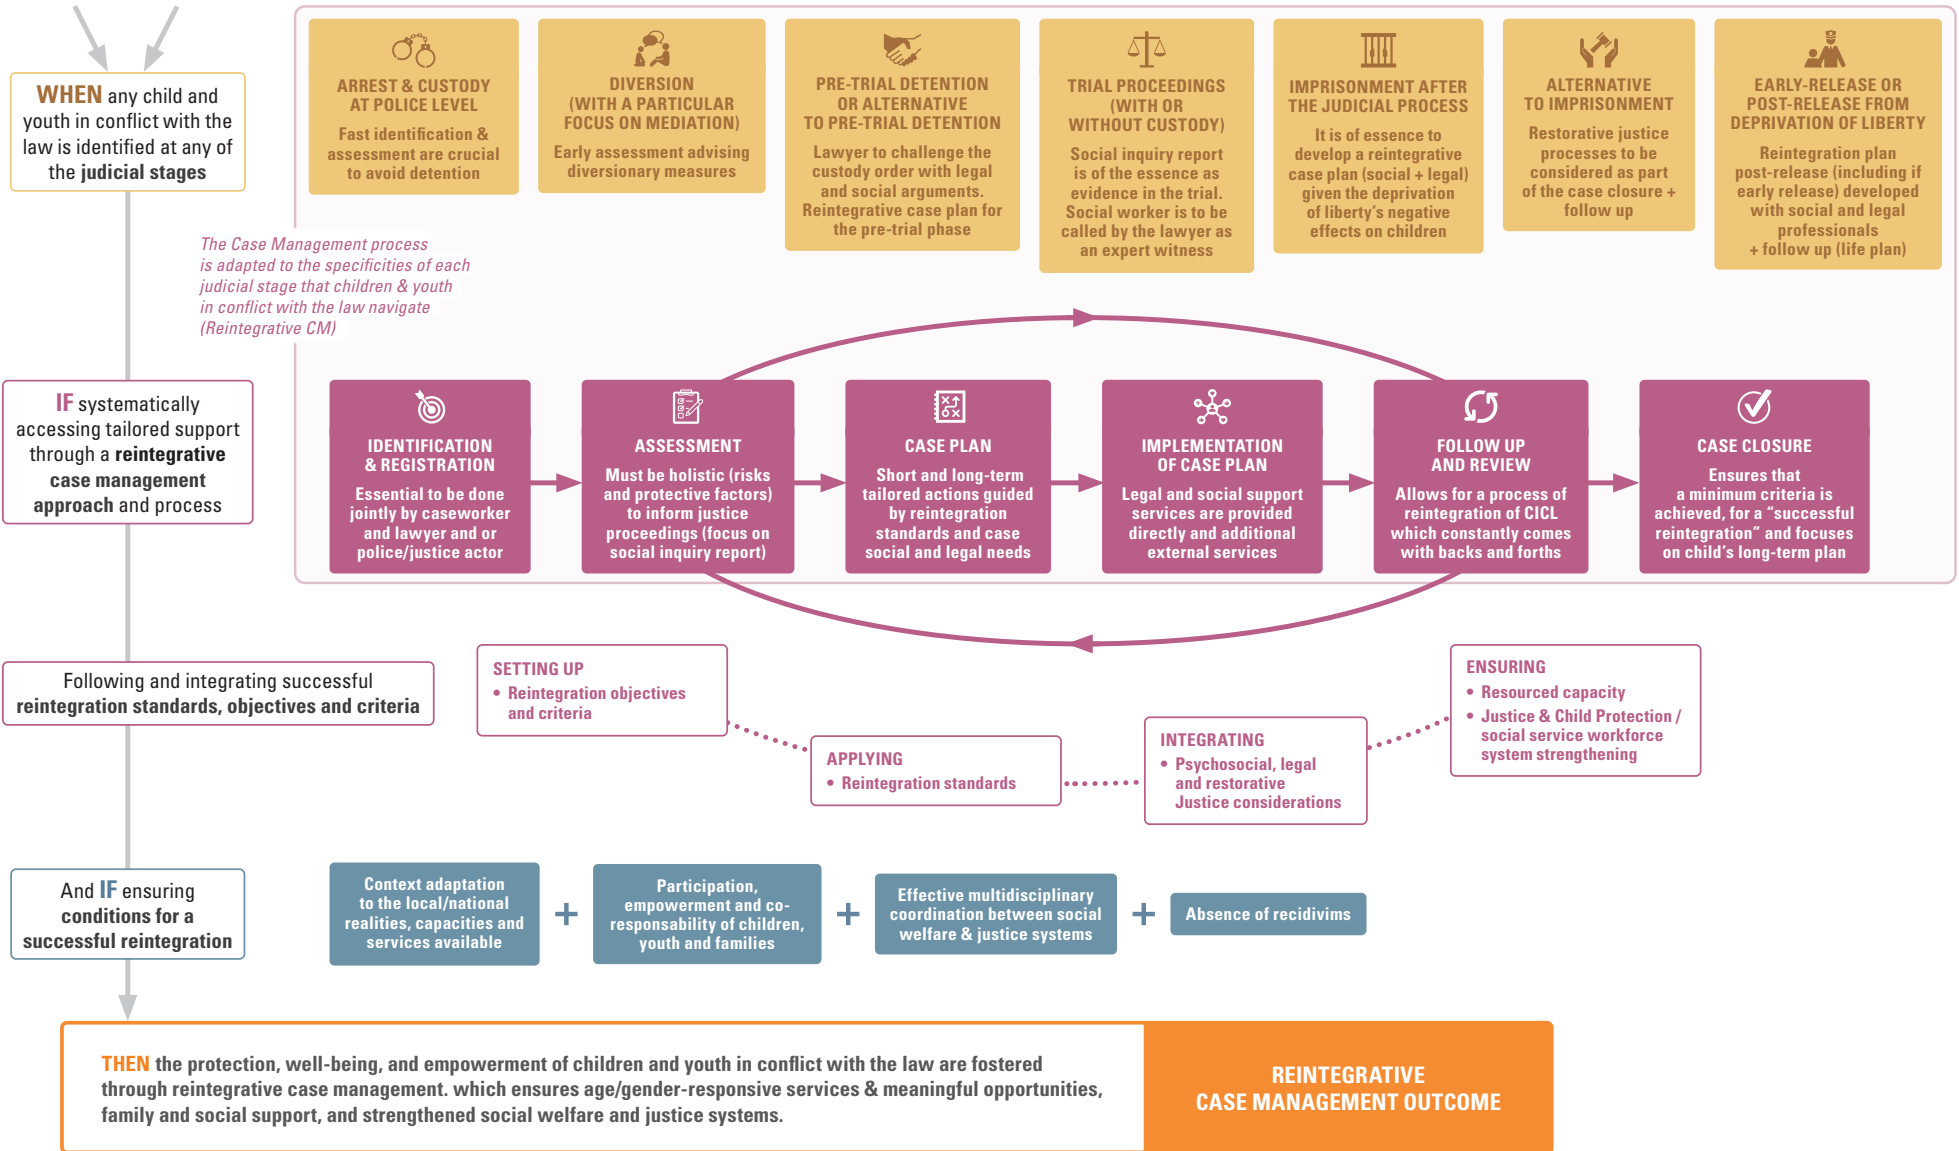 WHEN any child and
youth in conflict with the
law is identified at any of
the judicial stages
ARREST & CUSTODY
AT POLICE LEVEL
Fast identification &
assessment are crucial
to avoid detention
DIVERSION
(WITH A PARTICULAR
FOCUS ON MEDIATION)
Early assessment advising
diversionary measures
PRE-TRIAL DETENTION
OR ALTERNATIVE
TO PRE-TRIAL DETENTION
Lawyer to challenge the
custody order with legal
and social arguments.
Reintegrative case plan for
the pre-trial phase
TRIAL PROCEEDINGS
(WITH OR
WITHOUT CUSTODY)
Social inquiry report
is of the essence as
evidence in the trial.
Social worker is to be
called by the lawyer as
an expert witness
IMPRISONMENT AFTER
THE JUDICIAL PROCESS
It is of essence to
develop a reintegrative
case plan (social + legal)
given the deprivation
of liberty's negative
effects on children
ALTERNATIVE
TO IMPRISONMENT
Restorative justice
processes to be
considered as part
of the case closure +
follow up
EARLY-RELEASE OR
POST-RELEASE FROM
DEPRIVATION OF LIBERTY
Reintegration plan
post-release (including if
early release) developed
with social and legal
professionals
+ follow up (life plan)
The Case Management process
is adapted to the specificities of each
judicial stage that children & youth
in conflict with the law navigate
(Reintegrative CM)
IF systematically
accessing tailored support
through a reintegrative
case management
approach and process
IDENTIFICATION
& REGISTRATION
Essential to be done
jointly by caseworker
and lawyer and or
police/justice actor
ASSESSMENT
Must be holistic (risks
and protective factors)
to inform justice
proceedings (focus on
social inquiry report)
CASE PLAN
Short and long-term
tailored actions guided
by reintegration
standards and case
social and legal needs
IMPLEMENTATION
OF CASE PLAN
Legal and social support
services are provided
directly and additional
external services
FOLLOW UP
AND REVIEW
Allows for a process of
reintegration of CICL
which constantly comes
with backs and forths
CASE CLOSURE
Ensures that
a minimum criteria is
achieved, for a “successful
reintegration” and focuses
on child's long-term plan
Following and integrating successful
reintegration standards, objectives and criteria
SETTING UP
• Reintegration objectives
and criteria
APPLYING
• Reintegration standards
INTEGRATING
• Psychosocial, legal
and restorative
Justice considerations
ENSURING
• Resourced capacity
• Justice & Child Protection /
social service workforce
system strengthening
And IF ensuring
conditions for a
successful reintegration
Context adaptation
to the local/national
realities, capacities and
services available
+
Participation,
empowerment and co-
responsability of children,
youth and families
+
Effective multidisciplinary
coordination between social
welfare & justice systems
+
Absence of recidivims
THEN the protection, well-being, and empowerment of children and youth in conflict with the law are fostered
through reintegrative case management. which ensures age/gender-responsive services & meaningful opportunities,
family and social support, and strengthened social welfare and justice systems.
REINTEGRATIVE
CASE MANAGEMENT OUTCOME